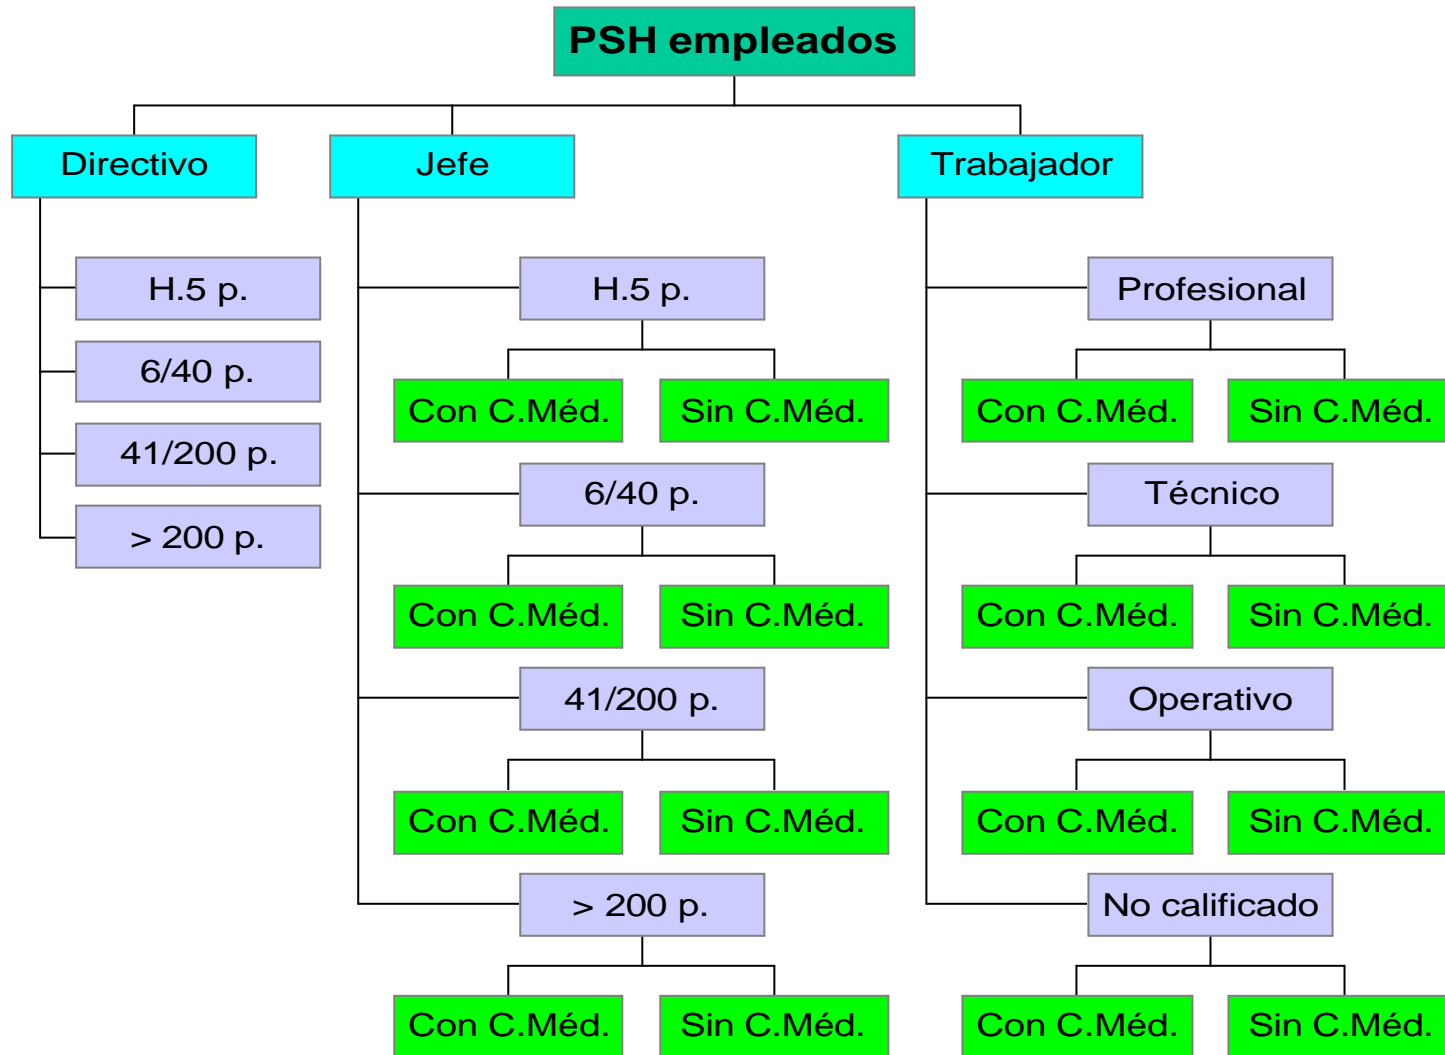 PSH empleados
Directivo
Jefe
Trabajador
H.5 p.
6/40 p.
41/200 p.
> 200 p.
H.5 p.
Con C.Méd.
Sin C.Méd.
6/40 p.
Con C.Méd.
Sin C.Méd.
41/200 p.
Con C.Méd.
Sin C.Méd.
> 200 p.
Con C.Méd.
Sin C.Méd.
Profesional
Con C.Méd.
Sin C.Méd.
Técnico
Con C.Méd.
Sin C.Méd.
Operativo
Con C.Méd.
Sin C.Méd.
No calificado
Con C.Méd.
Sin C.Méd.